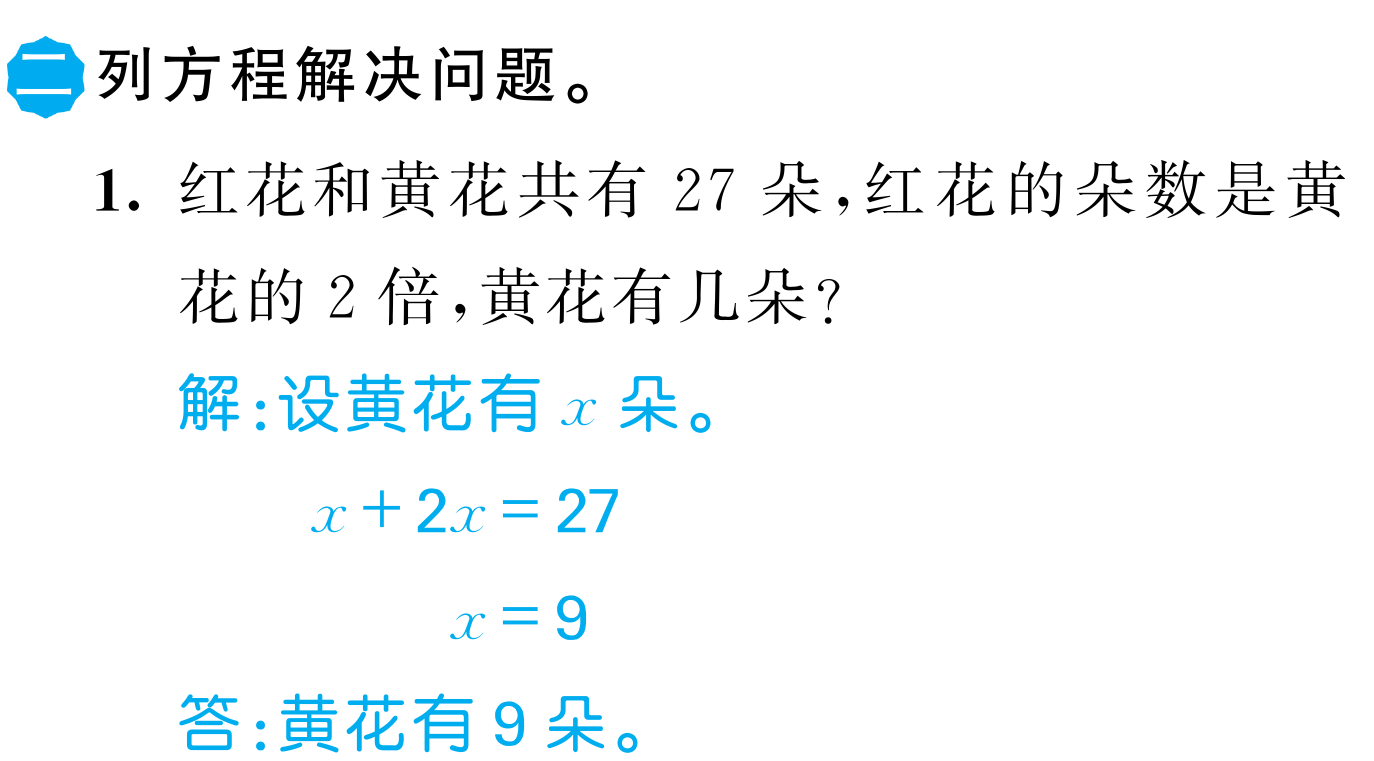 二 列方程解决问题。
1. 红花和黄花共有 27 朵,红花的朵数是黄
花的 2 倍,黄花有几朵?
解:设黄花有 x 朵。
x + 2x = 27
x = 9
答:黄花有 9 朵。